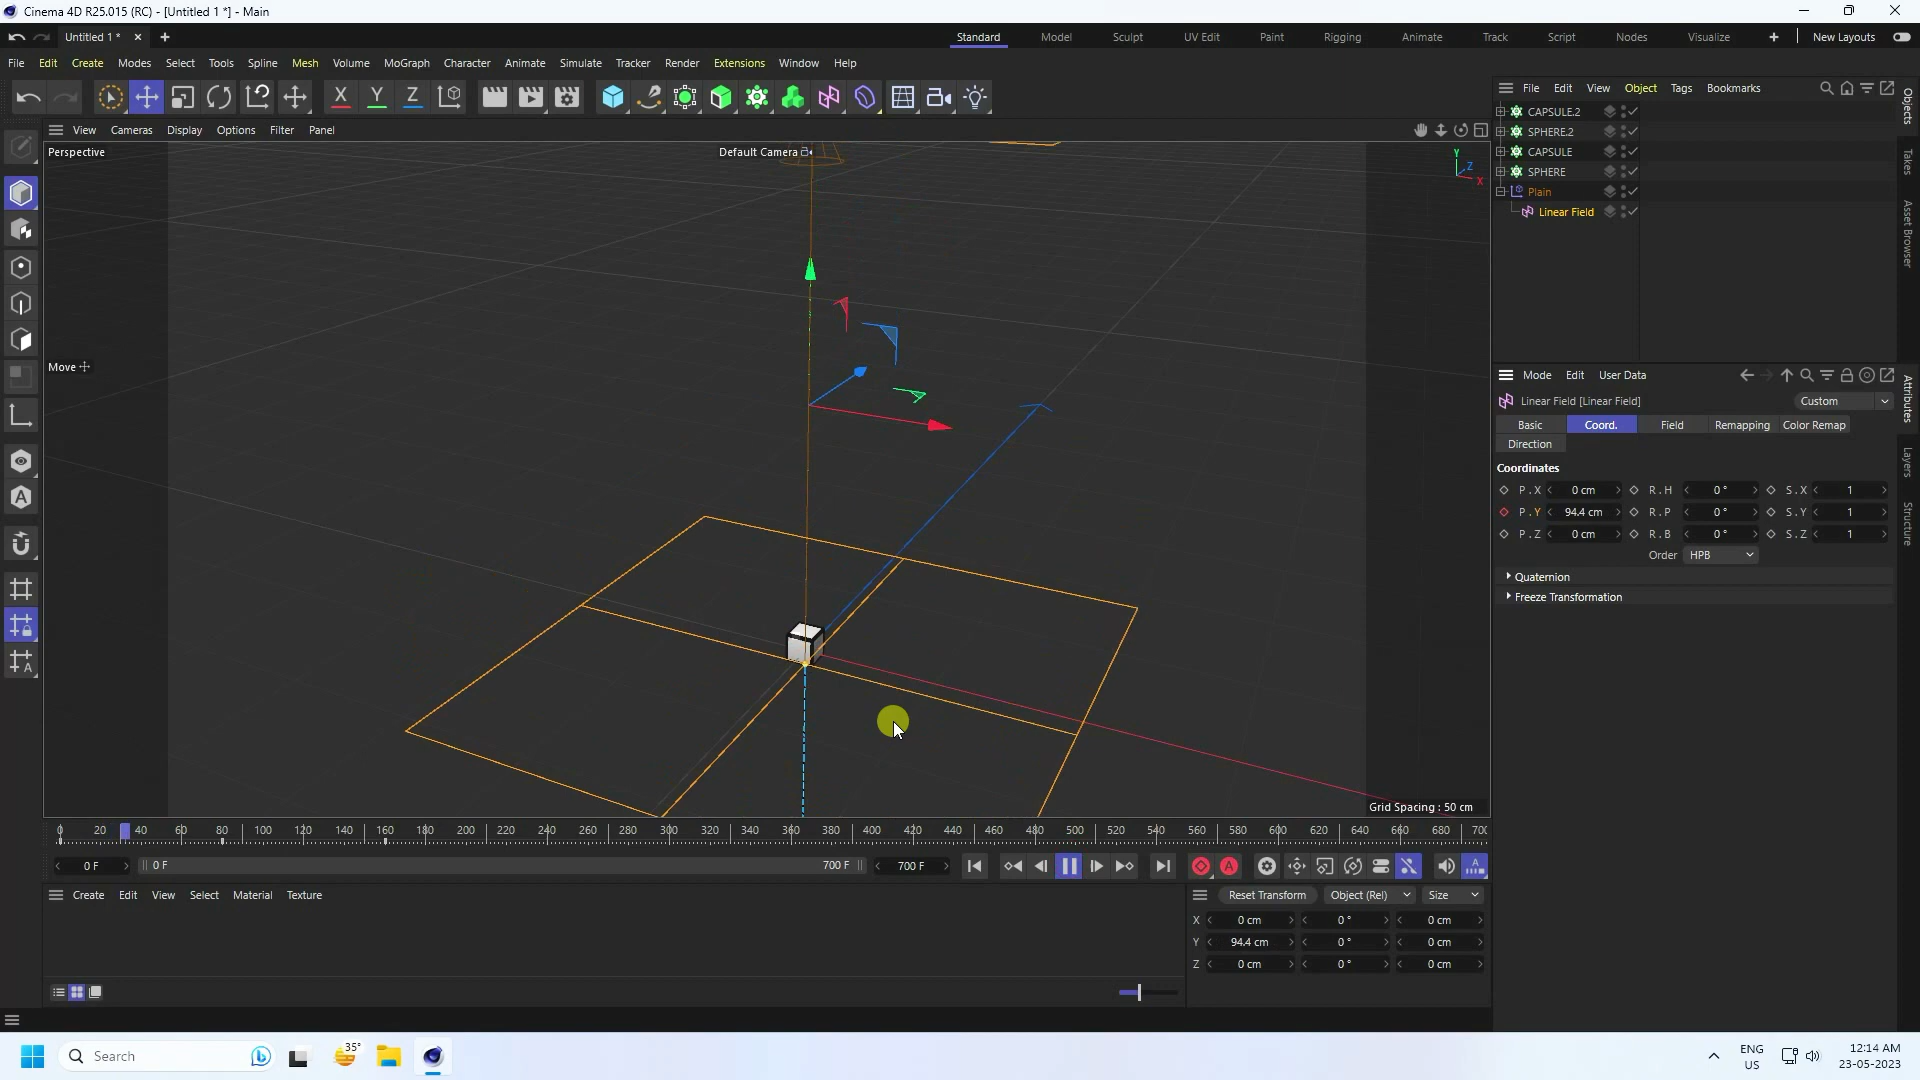 Cinema 4D R25.015 (RC) - [Untitled 1 *] - Main
Untitled 1 *
Standard Model Sculpt UV Edit Paint Rigging Animate Track Script Nodes Visualize New Layouts
File Edit Create Modes Select Tools Spline Mesh Volume MoGraph Character Animate Simulate Tracker Render Extensions Window Help
X Y Z
View Cameras Display Options Filter Panel
Perspective
Default Camera
Y
Z
X
Move
Grid Spacing : 50 cm
File Edit View Object Tags Bookmarks
CAPSULE.2
SPHERE.2
CAPSULE
SPHERE
Plain
Linear Field
Objects
Takes
Asset Browser
Attributes
Layers
Structure
Mode Edit User Data
Linear Field [Linear Field]
Custom
Basic Coord. Field Remapping Color Remap
Direction
Coordinates
P . X 0 cm R . H 0 ° S . X 1
P . Y 94.4 cm R . P 0 ° S . Y 1
P . Z 0 cm R . B 0 ° S . Z 1
Order HPB
Quaternion
Freeze Transformation
0 20 40 60 80 100 120 140 160 180 200 220 240 260 280 300 320 340 360 380 400 420 440 460 480 500 520 540 560 580 600 620 640 660 680 700
0 F 0 F 700 F 700 F
Create Edit View Select Material Texture
Reset Transform Object (Rel) Size
X 0 cm 0 ° 0 cm
Y 94.4 cm 0 ° 0 cm
Z 0 cm 0 ° 0 cm
Search
35°
ENG
US
12:14 AM
23-05-2023